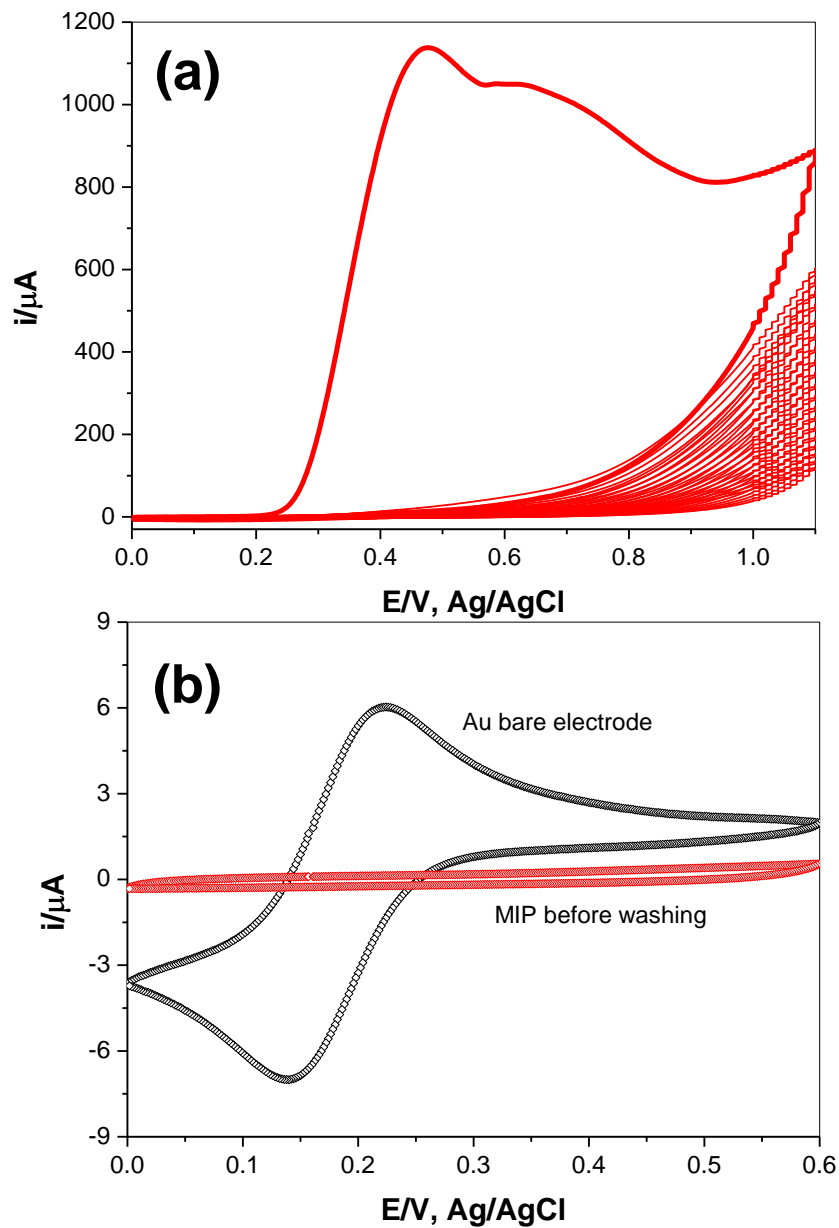 (a)
1200
1000
800
600
400
200
0
i/μA
0.0 0.2 0.4 0.6 0.8 1.0
E/V, Ag/AgCl
(b)
9
6
3
0
-3
-6
-9
i/μA
Au bare electrode
MIP before washing
0.0 0.1 0.2 0.3 0.4 0.5 0.6
E/V, Ag/AgCl